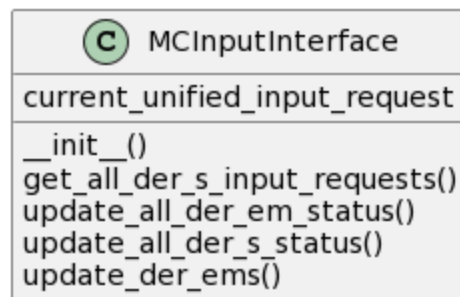 C MCInputInterface
current_unified_input_request
__init__()
get_all_der_s_input_requests()
update_all_der_em_status()
update_all_der_s_status()
update_der_ems()